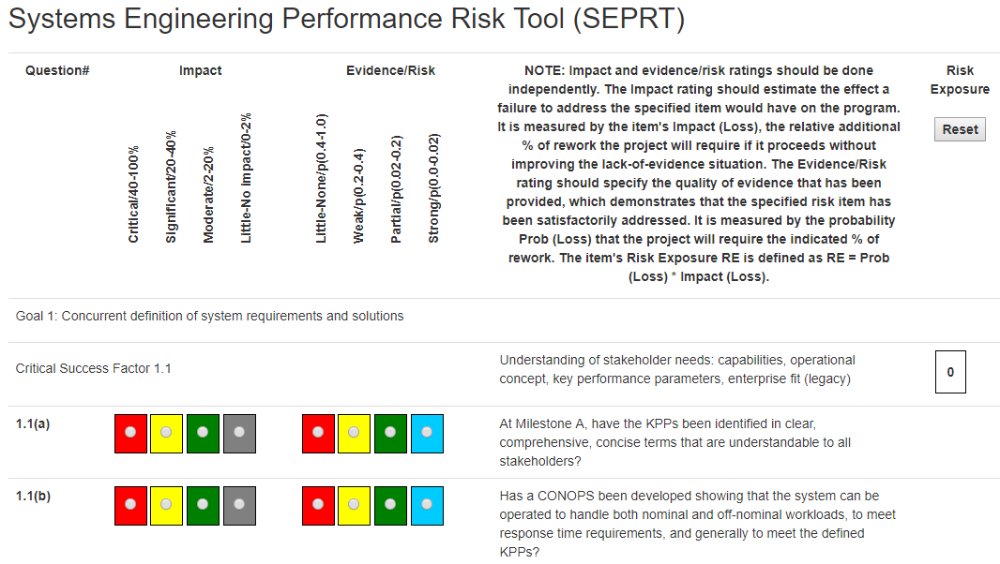 Systems Engineering Performance Risk Tool (SEPRT)
Question#
Impact
Evidence/Risk
Critical/40-100%
Significant/20-40%
Moderate/2-20%
Little-No Impact/0-2%
Little-None/p(0.4-1.0)
Weak/p(0.2-0.4)
Partial/p(0.02-0.2)
Strong/p(0.0-0.02)
NOTE: Impact and evidence/risk ratings should be done
independently. The Impact rating should estimate the effect a
failure to address the specified item would have on the program.
It is measured by the item's Impact (Loss), the relative additional
% of rework the project will require if it proceeds without
improving the lack-of-evidence situation. The Evidence/Risk
rating should specify the quality of evidence that has been
provided, which demonstrates that the specified risk item has
been satisfactorily addressed. It is measured by the probability
Prob (Loss) that the project will require the indicated % of
rework. The item's Risk Exposure RE is defined as RE = Prob
(Loss) * Impact (Loss).
Risk
Exposure
Reset
Goal 1: Concurrent definition of system requirements and solutions
Critical Success Factor 1.1
Understanding of stakeholder needs: capabilities, operational
concept, key performance parameters, enterprise fit (legacy)
0
1.1(a)
At Milestone A, have the KPPs been identified in clear,
comprehensive, concise terms that are understandable to all
stakeholders?
1.1(b)
Has a CONOPS been developed showing that the system can be
operated to handle both nominal and off-nominal workloads, to meet
response time requirements, and generally to meet the defined
KPPs?